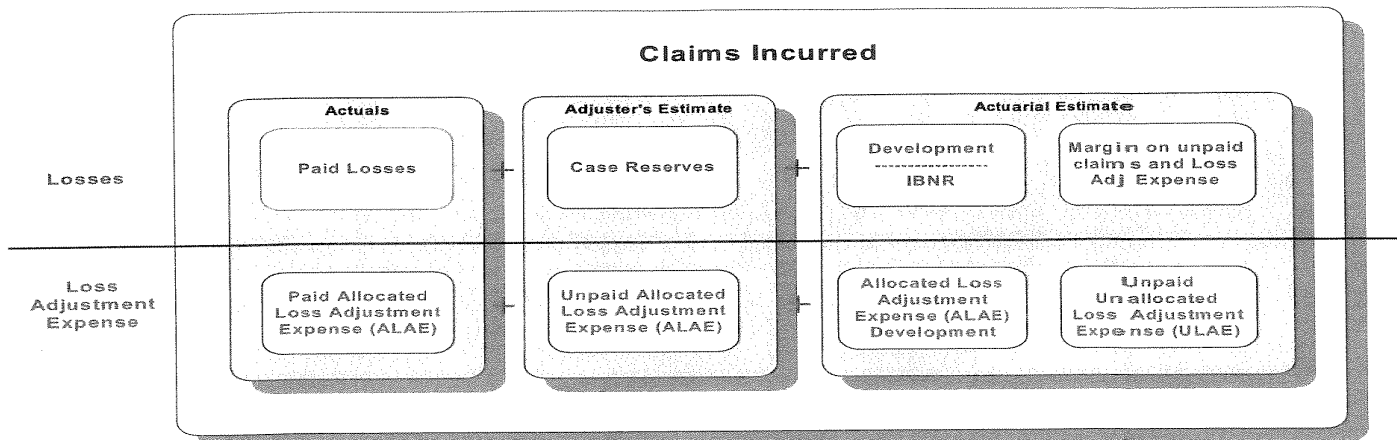 Claims Incurred
Actuals
Adjuster's Estimate
Actuarial Estimate
Losses
Paid Losses
+
Case Reserves
+
Development
------------------
IBNR
Margin on unpaid
claims and Loss
Adj Expense
Loss
Adjustment
Expense
Paid Allocated
Loss Adjustment
Expense (ALAE)
+
Unpaid Allocated
Loss Adjustment
Expense (ALAE)
+
Allocated Loss
Adjustment
Expense (ALAE)
Development
Unpaid
Unallocated
Loss Adjustment
Expense (ULAE)